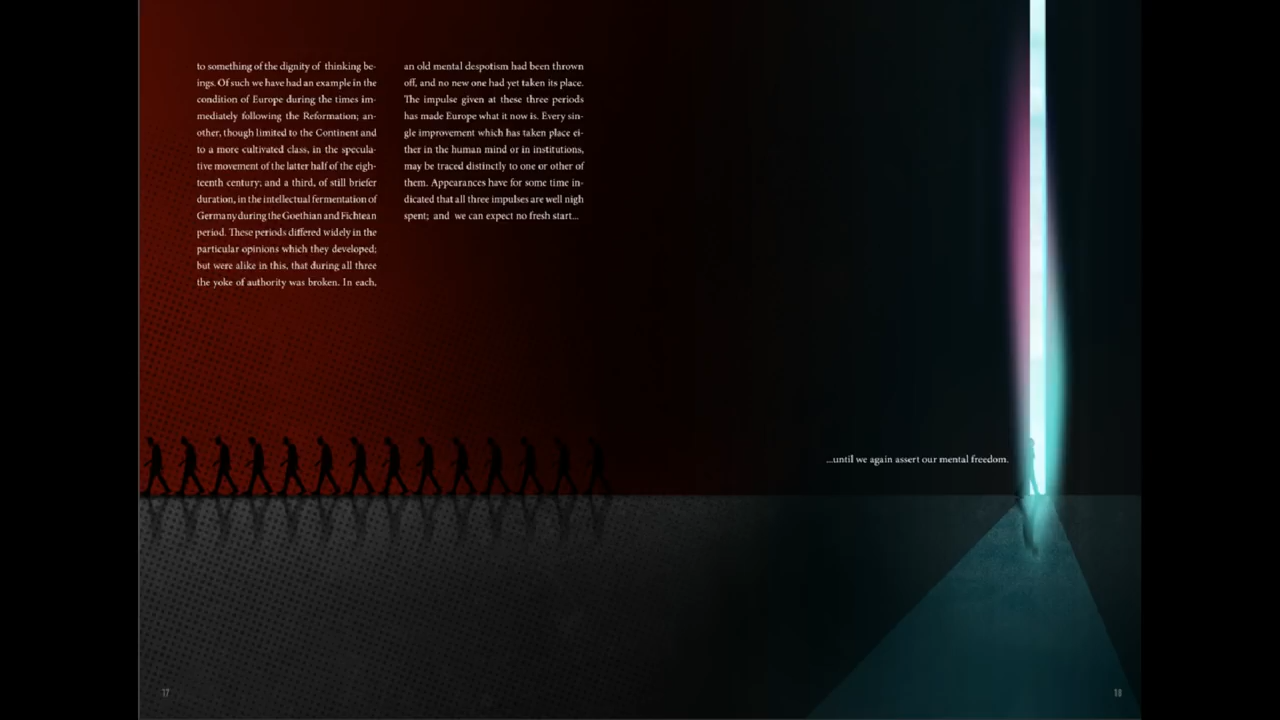 to something of the dignity of thinking be-
ings. Of such we have had an example in the
condition of Europe during the times im-
mediately following the Reformation; an-
other, though limited to the Continent and
to a more cultivated class, in the specula-
tive movement of the latter half of the eigh-
teenth century; and a third, of still briefer
duration, in the intellectual fermentation of
Germany during the Goethian and Fichtean
period. These periods differed widely in the
particular opinions which they developed;
but were alike in this, that during all three
the yoke of authority was broken. In each,
an old mental despotism had been thrown
off, and no new one had yet taken its place.
The impulse given at these three periods
has made Europe what it now is. Every sin-
gle improvement which has taken place ei-
ther in the human mind or in institutions,
may be traced distinctly to one or other of
them. Appearances have for some time in-
dicated that all three impulses are well nigh
spent; and we can expect no fresh start...
...until we again assert our mental freedom.
17
18